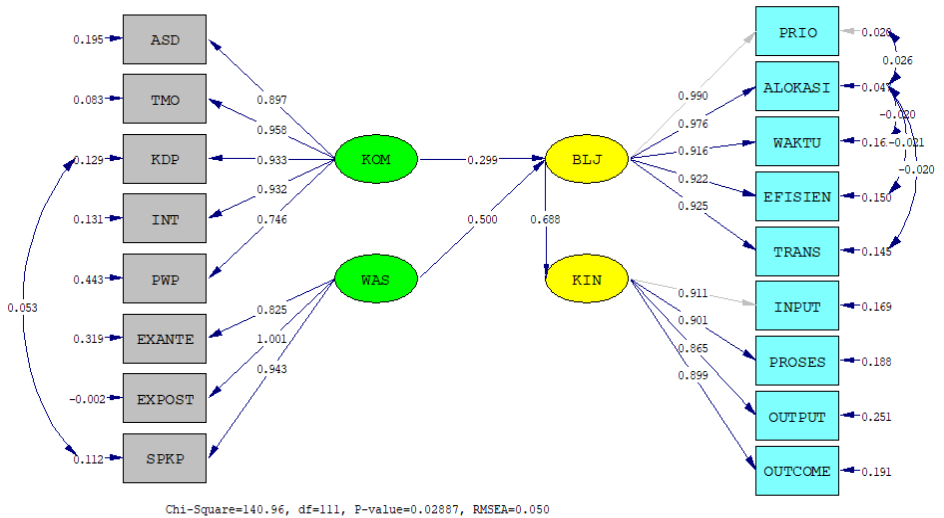 0.195
ASD
0.083
TMO
0.129
KDP
0.131
INT
0.443
PWP
0.053
0.319
EXANTE
-0.002
EXPOST
0.112
SPKP
0.897
0.958
0.933
0.932
0.746
0.825
1.001
0.943
KOM
WAS
0.299
0.500
BLJ
0.688
KIN
0.990
0.976
0.916
0.922
0.925
0.911
0.901
0.865
0.899
PRIO
0.020
0.026
ALOKASI
0.047
-0.020
WAKTU
0.16
-0.021
-0.020
EFISIEN
0.150
TRANS
0.145
INPUT
0.169
PROSES
0.188
OUTPUT
0.251
OUTCOME
0.191
Chi-Square=140.96, df=111, P-value=0.02887, RMSEA=0.050